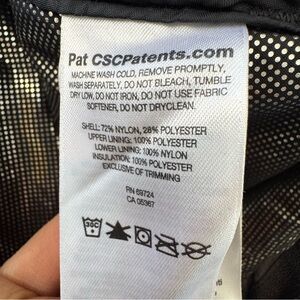 Pat CSCPatents.com
MACHINE WASH COLD, REMOVE PROMPTLY,
WASH SEPARATELY, DO NOT BLEACH, TUMBLE
DRY LOW, DO NOT IRON, DO NOT USE FABRIC
SOFTENER, DO NOT DRYCLEAN.
SHELL: 72% NYLON, 28% POLYESTER
UPPER LINING: 100% POLYESTER
LOWER LINING: 100% NYLON
INSULATION: 100% POLYESTER
EXCLUSIVE OF TRIMMING
RN 69724
CA 05367